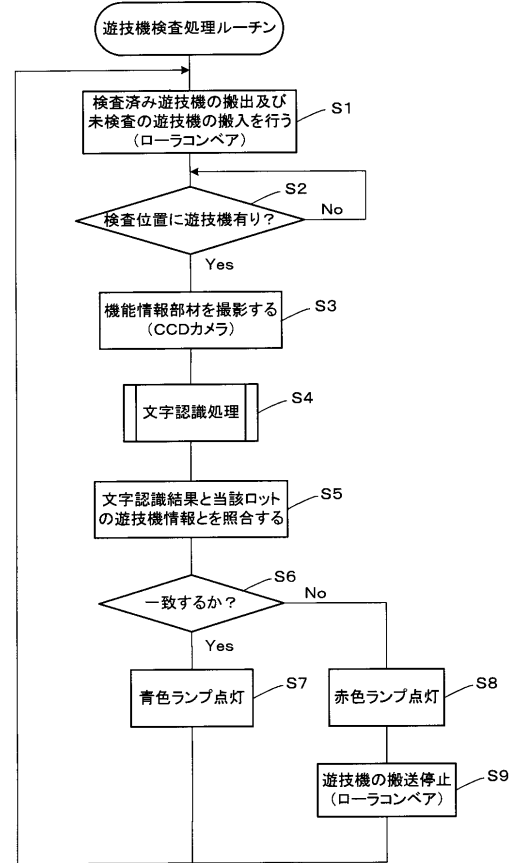 遊技機検査処理ルーチン
検査済み遊技機の搬出及び
未検査の遊技機の搬入を行う
(ローラコンベア)
S1
S2
検査位置に遊技機有り?
No
Yes
機能情報部材を撮影する
(CCDカメラ)
S3
文字認識処理
S4
文字認識結果と当該ロット
の遊技機情報とを照合する
S5
S6
一致するか?
No
Yes
青色ランプ点灯
S7
赤色ランプ点灯
S8
遊技機の搬送停止
(ローラコンベア)
S9